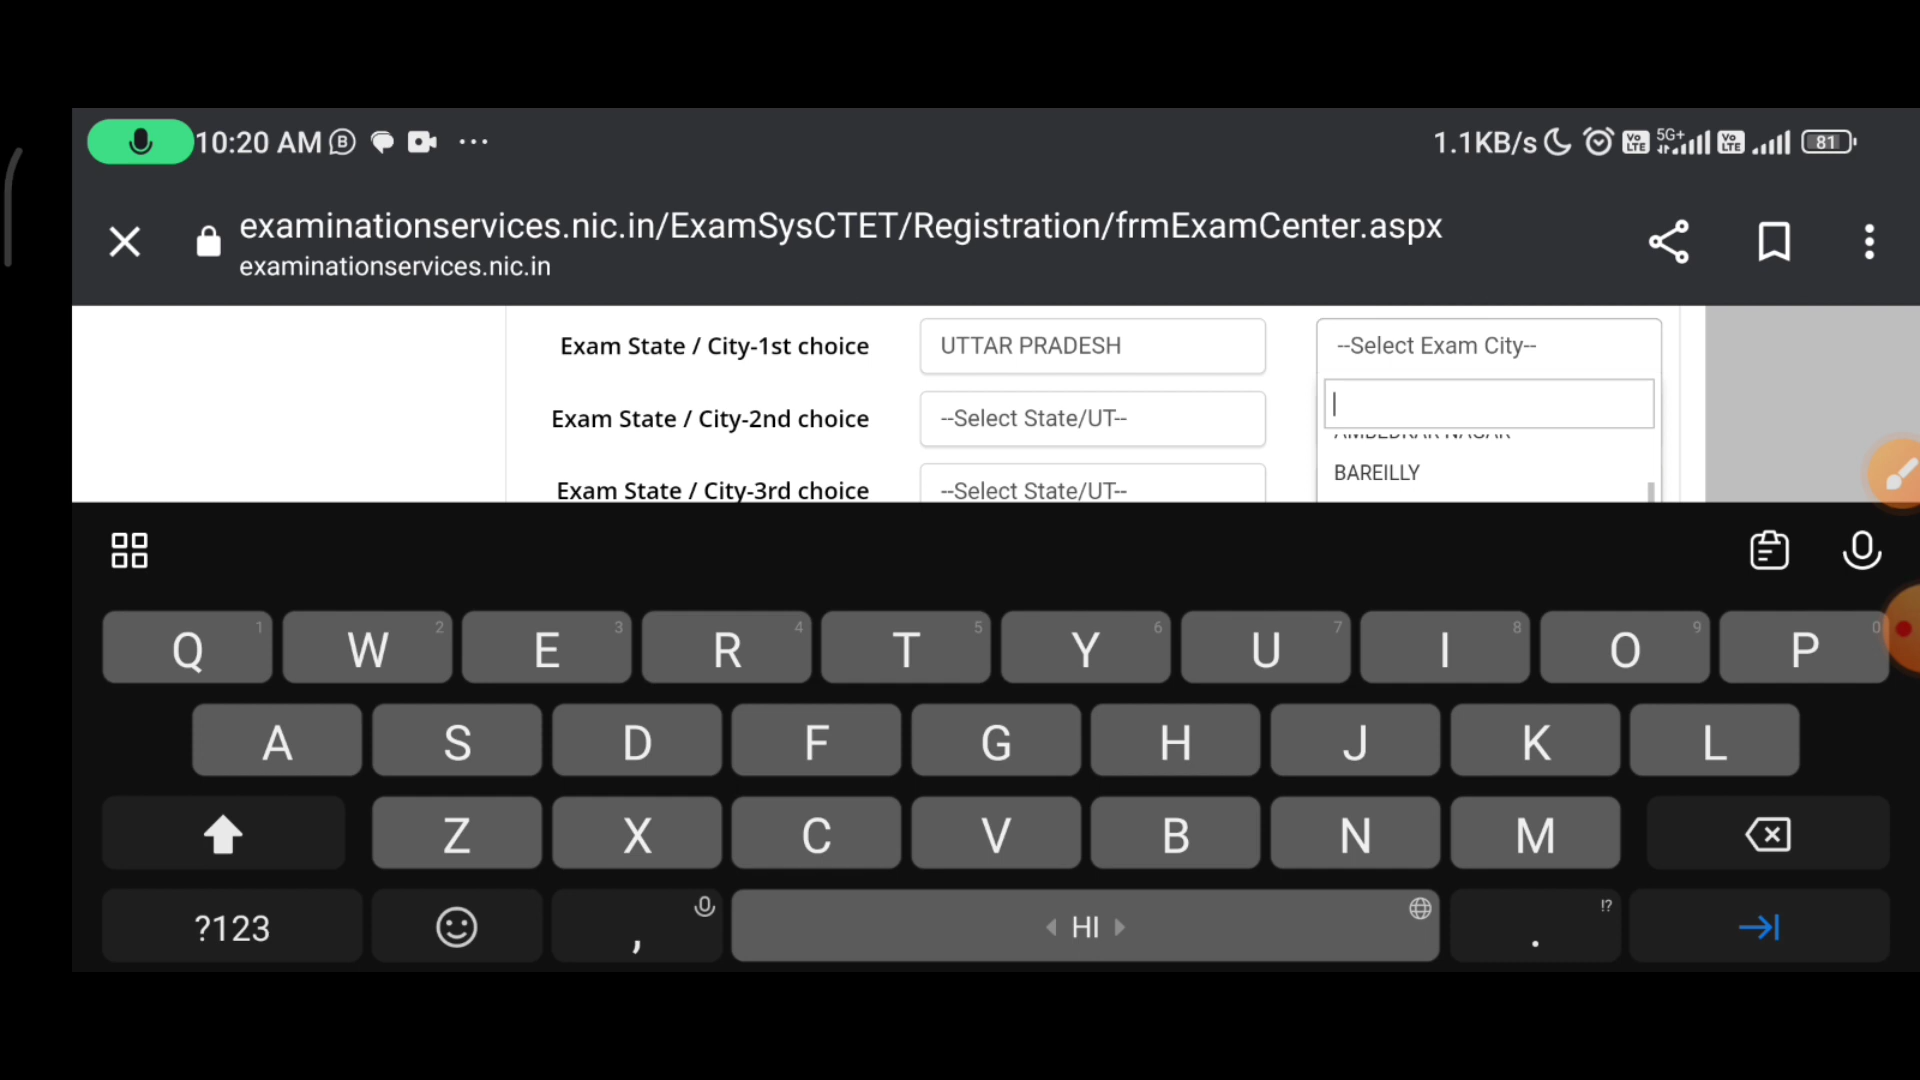 10:20 AM
1.1KB/s 5G+ 81
examinationservices.nic.in/ExamSysCTET/Registration/frmExamCenter.aspx
examinationservices.nic.in
Exam State / City-1st choice UTTAR PRADESH --Select Exam City--
Exam State / City-2nd choice --Select State/UT--
AMBEDKAR NAGAR
BAREILLY
Exam State / City-3rd choice --Select State/UT--
Q 1 W 2 E 3 R 4 T 5 Y 6 U 7 I 8 O 9 P 0
A S D F G H J K L
Z X C V B N M
?123 , HI . !?